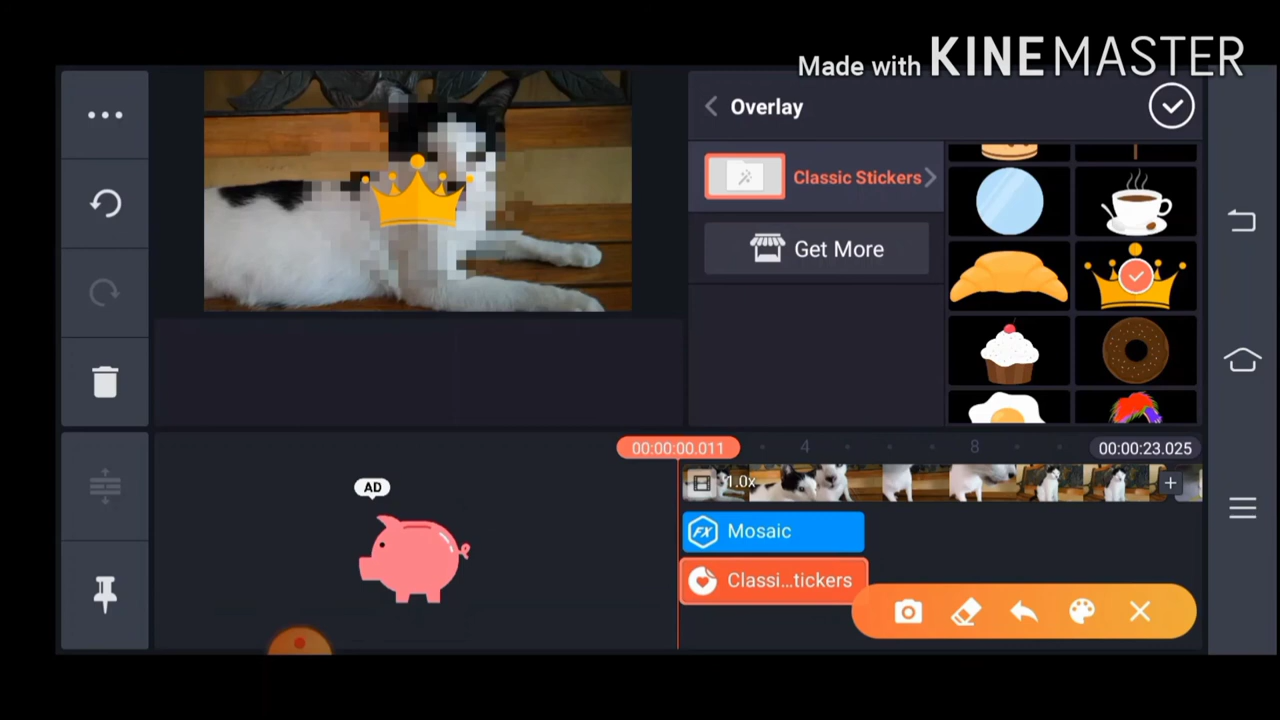 Made with KINEMASTER
Overlay
Classic Stickers
Get More
00:00:00.011
4
8
00:00:23.025
1.0x
AD
FX Mosaic
Classi...tickers